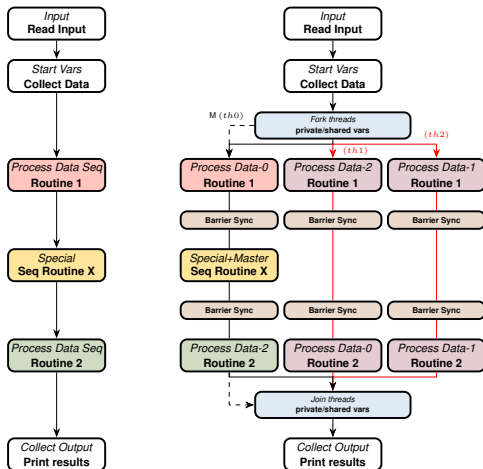 Input
Read Input
Start Vars
Collect Data
Process Data Seq
Routine 1
Special
Seq Routine X
Process Data Seq
Routine 2
Collect Output
Print results
Input
Read Input
Start Vars
Collect Data
M (th0)
Fork threads
private/shared vars
(th1)
(th2)
Process Data-0
Routine 1
Process Data-2
Routine 1
Process Data-1
Routine 1
Barrier Sync
Barrier Sync
Barrier Sync
Special+Master
Seq Routine X
Barrier Sync
Barrier Sync
Barrier Sync
Process Data-2
Routine 2
Process Data-0
Routine 2
Process Data-1
Routine 2
Join threads
private/shared vars
Collect Output
Print results